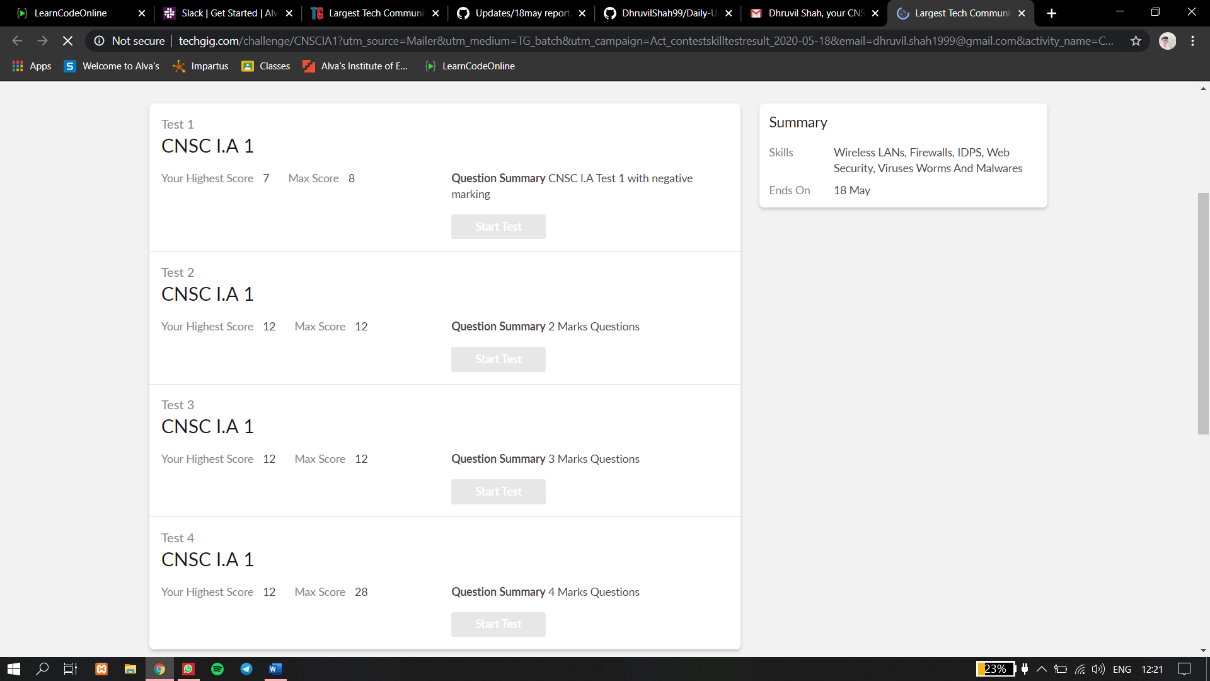 LearnCodeOnline
Slack | Get Started | Alv
Largest Tech Communi
Updates/18may report.
DhruvilShah99/Daily-U
Dhruvil Shah, your CNS
Largest Tech Communi
Not secure | techgig.com/challenge/CNSCIA1?utm_source=Mailer&utm_medium=TG_batch&utm_campaign=Act_contestskilltestresult_2020-05-18&email=dhruvil.shah1999@gmail.com&activity_name=C...
Apps Welcome to Alva's Impartus Classes Alva's Institute of E... LearnCodeOnline
Test 1
CNSC I.A 1
Your Highest Score 7 Max Score 8
Question Summary CNSC I.A Test 1 with negative
marking
Start Test
Test 2
CNSC I.A 1
Your Highest Score 12 Max Score 12
Question Summary 2 Marks Questions
Start Test
Test 3
CNSC I.A 1
Your Highest Score 12 Max Score 12
Question Summary 3 Marks Questions
Start Test
Test 4
CNSC I.A 1
Your Highest Score 12 Max Score 28
Question Summary 4 Marks Questions
Start Test
Summary
Skills Wireless LANs, Firewalls, IDPS, Web
Security, Viruses Worms And Malwares
Ends On 18 May
23% ENG 12:21